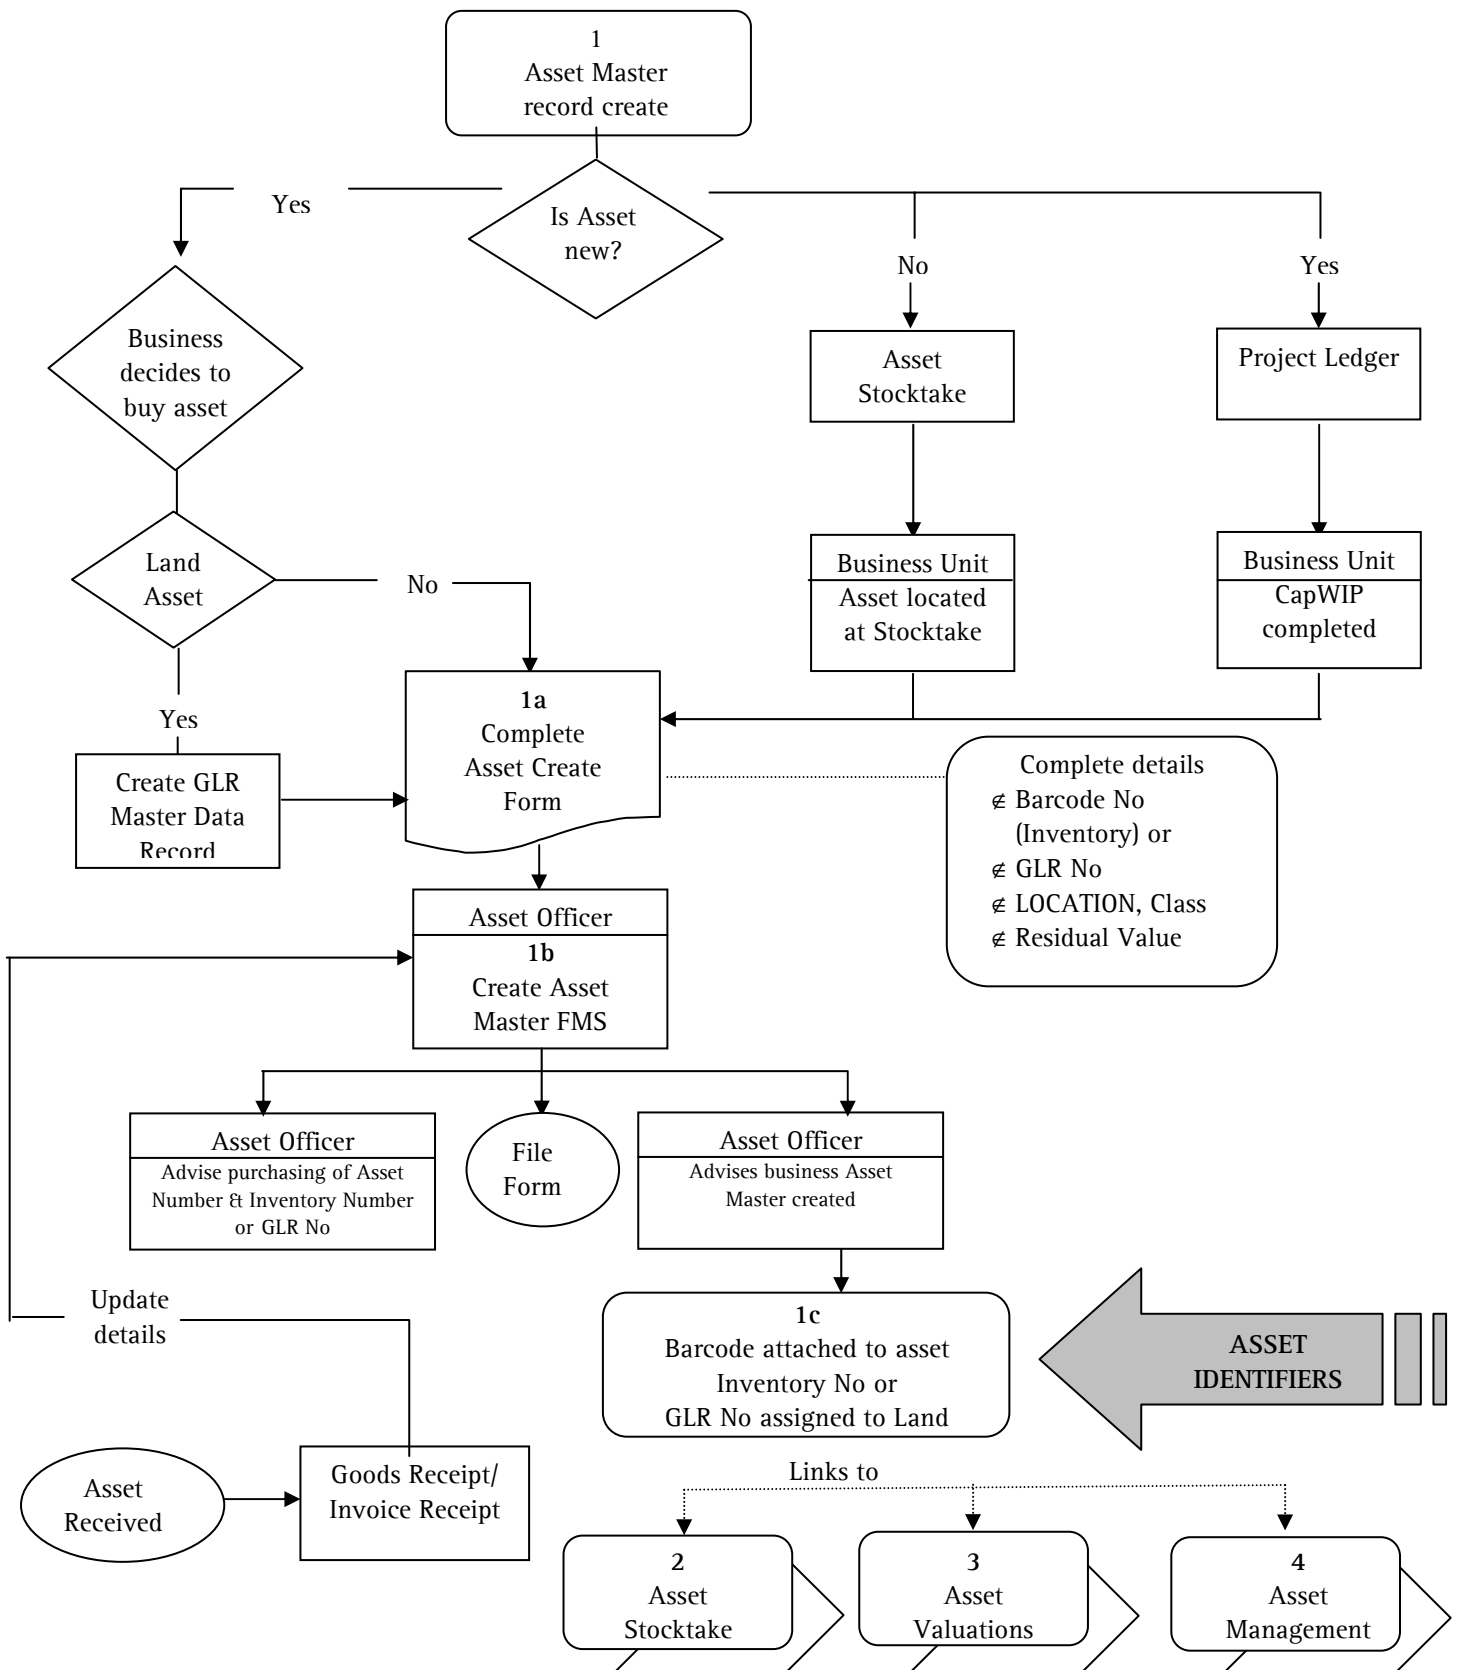 1
Asset Master
record create
Yes
Is Asset
new?
No
Yes
Business
decides to
buy asset
Asset
Stocktake
Project Ledger
Land
Asset
No
Business Unit
Asset located
at Stocktake
Business Unit
CapWIP
completed
Yes
1a
Complete
Asset Create
Form
Create GLR
Master Data
Record
Complete details
∉ Barcode No
(Inventory) or
∉ GLR No
∉ LOCATION, Class
∉ Residual Value
Asset Officer
1b
Create Asset
Master FMS
Asset Officer
Advise purchasing of Asset
Number & Inventory Number
or GLR No
File
Form
Asset Officer
Advises business Asset
Master created
Update
details
1c
Barcode attached to asset
Inventory No or
GLR No assigned to Land
ASSET
IDENTIFIERS
Asset
Received
Goods Receipt/
Invoice Receipt
Links to
2
Asset
Stocktake
3
Asset
Valuations
4
Asset
Management